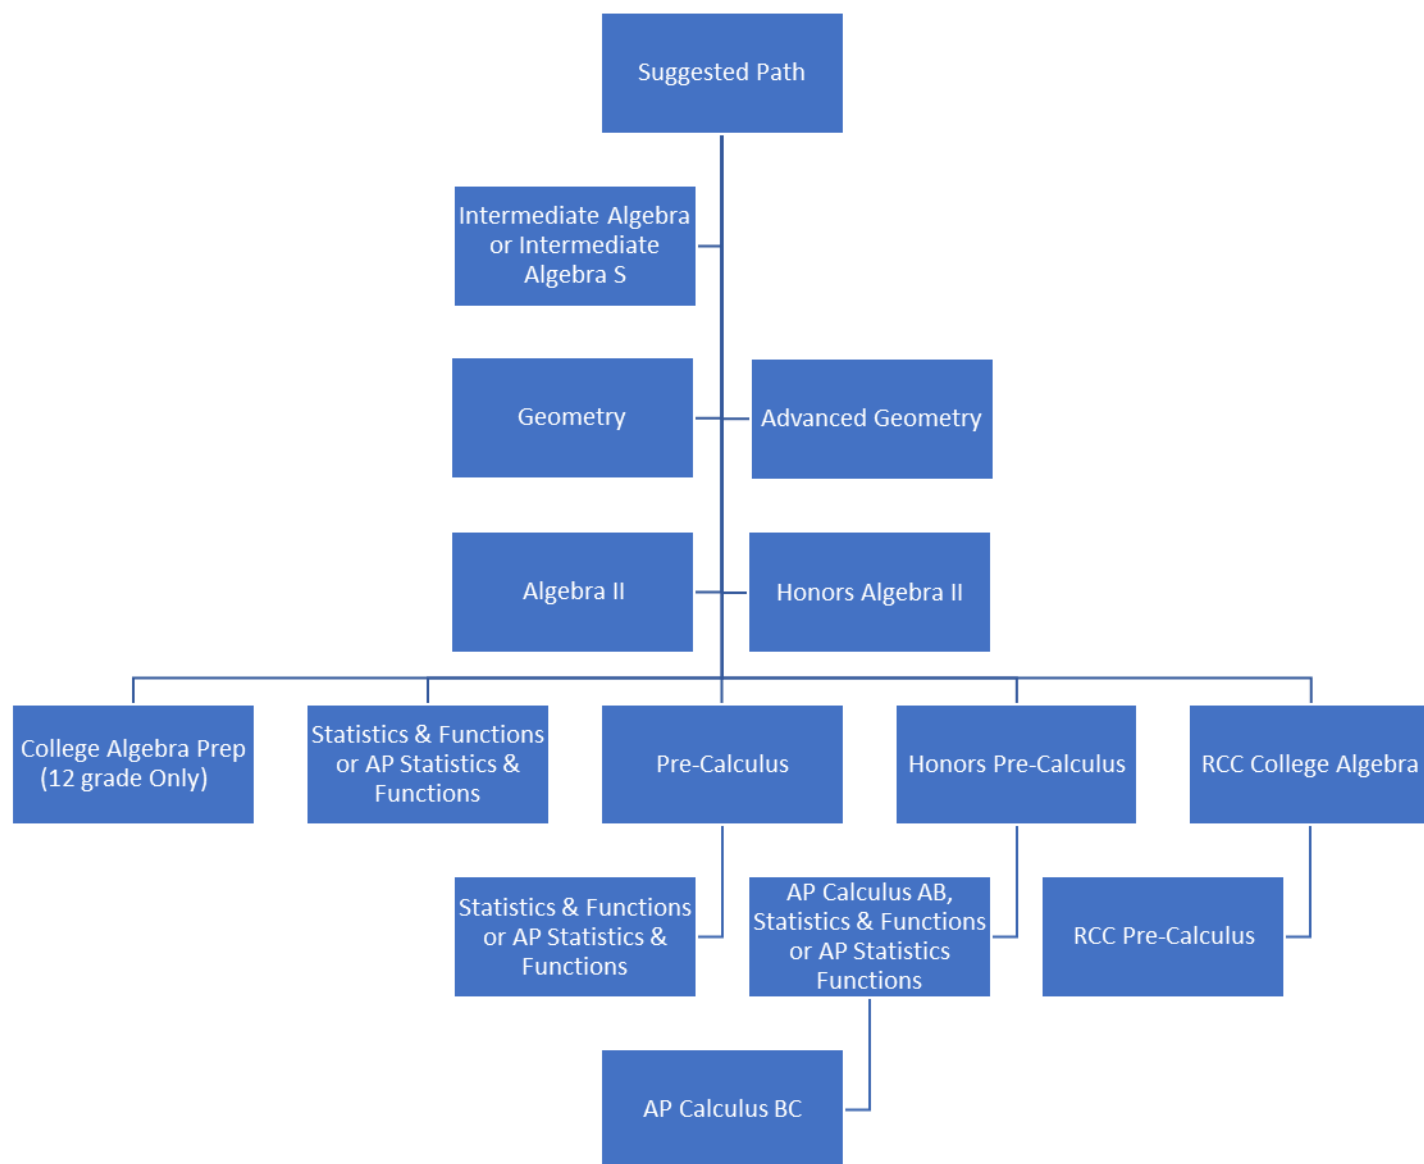 Suggested Path
Intermediate Algebra
or Intermediate
Algebra S
Geometry
Advanced Geometry
Algebra II
Honors Algebra II
College Algebra Prep
(12 grade Only)
Statistics & Functions
or AP Statistics &
Functions
Pre-Calculus
Honors Pre-Calculus
RCC College Algebra
Statistics & Functions
or AP Statistics &
Functions
AP Calculus AB,
Statistics & Functions
or AP Statistics
Functions
RCC Pre-Calculus
AP Calculus BC